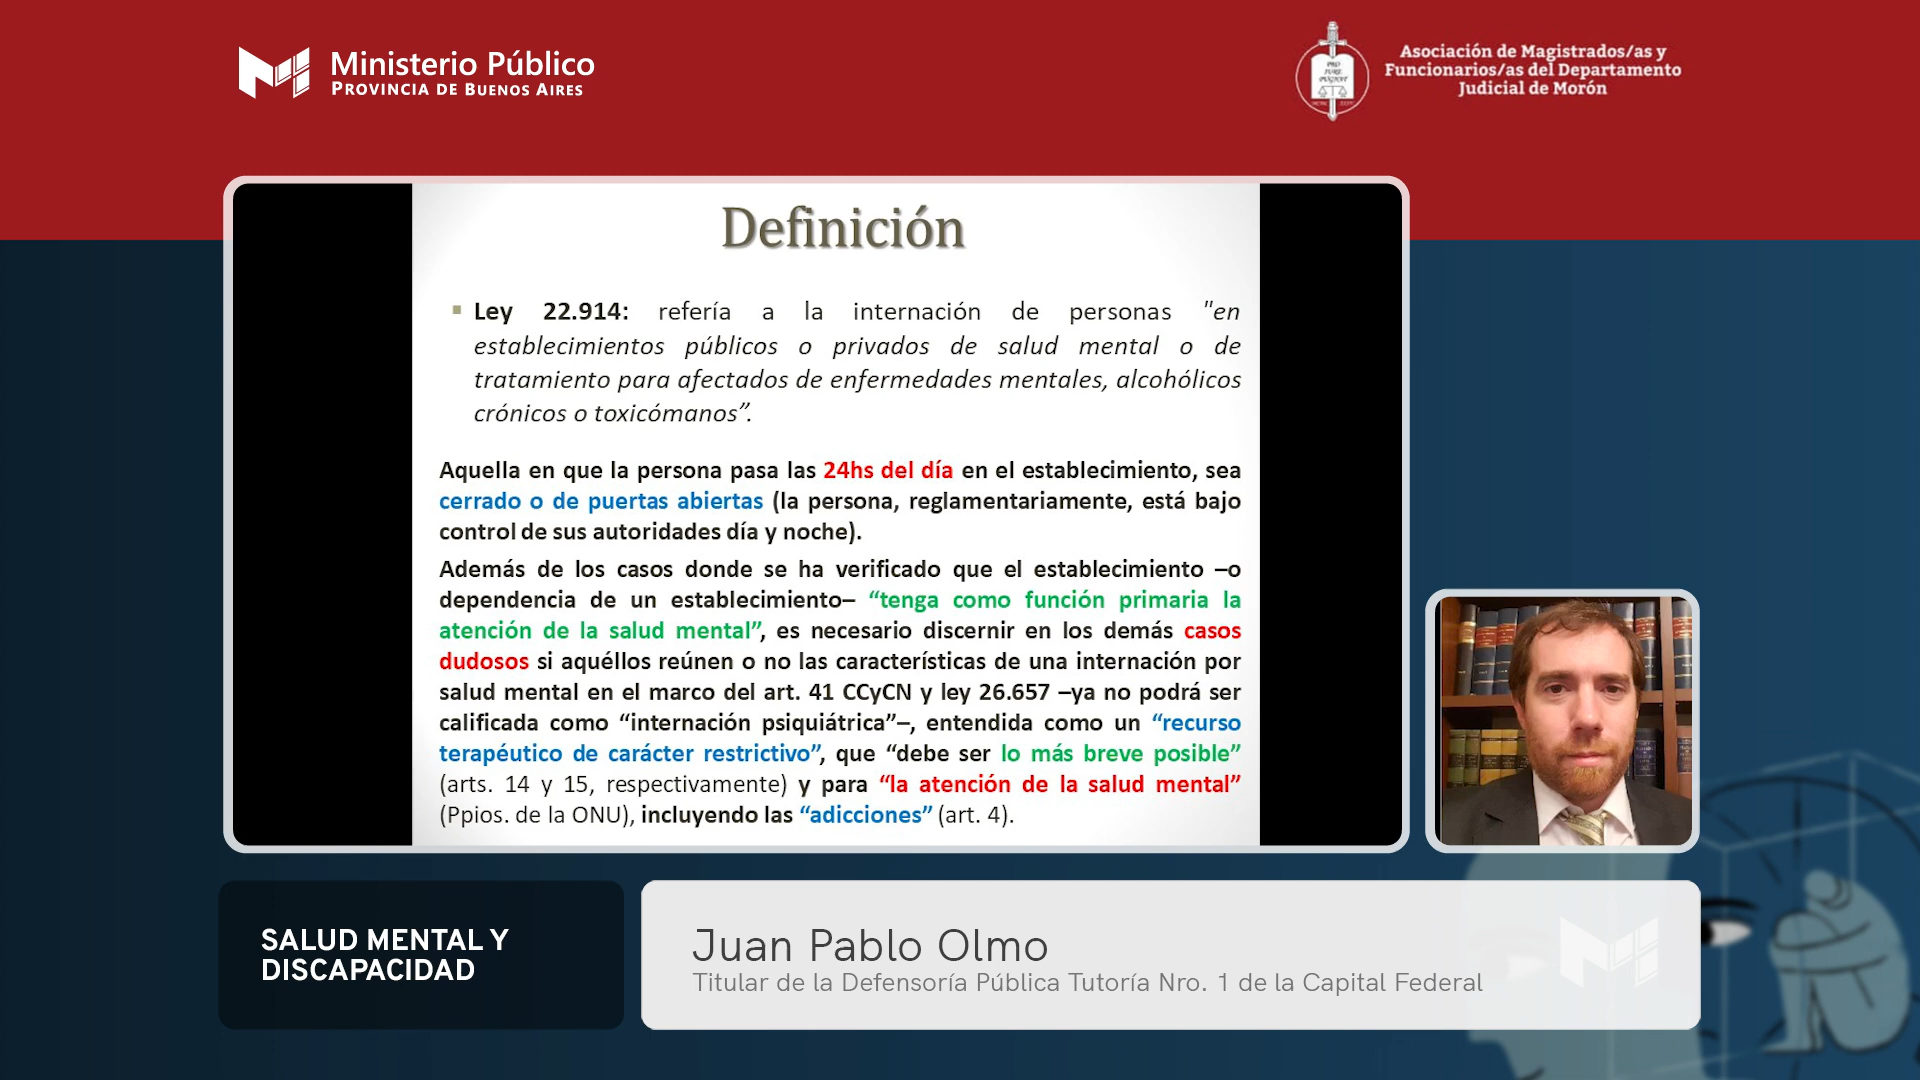 Ministerio Público
PROVINCIA DE BUENOS AIRES
Asociación de Magistrados/as y
Funcionarios/as del Departamento
Judicial de Morón
Definición
Ley 22.914: refería a la internación de personas "en
establecimientos públicos o privados de salud mental o de
tratamiento para afectados de enfermedades mentales, alcohólicos
crónicos o toxicómanos”.
Aquella en que la persona pasa las 24hs del día en el establecimiento, sea
cerrado o de puertas abiertas (la persona, reglamentariamente, está bajo
control de sus autoridades día y noche).
Además de los casos donde se ha verificado que el establecimiento –o
dependencia de un establecimiento– “tenga como función primaria la
atención de la salud mental”, es necesario discernir en los demás casos
dudosos si aquéllos reúnen o no las características de una internación por
salud mental en el marco del art. 41 CCyCN y ley 26.657 –ya no podrá ser
calificada como “internación psiquiátrica”–, entendida como un “recurso
terapéutico de carácter restrictivo”, que “debe ser lo más breve posible”
(arts. 14 y 15, respectivamente) y para “la atención de la salud mental”
(Ppios. de la ONU), incluyendo las “adicciones” (art. 4).
SALUD MENTAL Y
DISCAPACIDAD
Juan Pablo Olmo
Titular de la Defensoría Pública Tutoría Nro. 1 de la Capital Federal